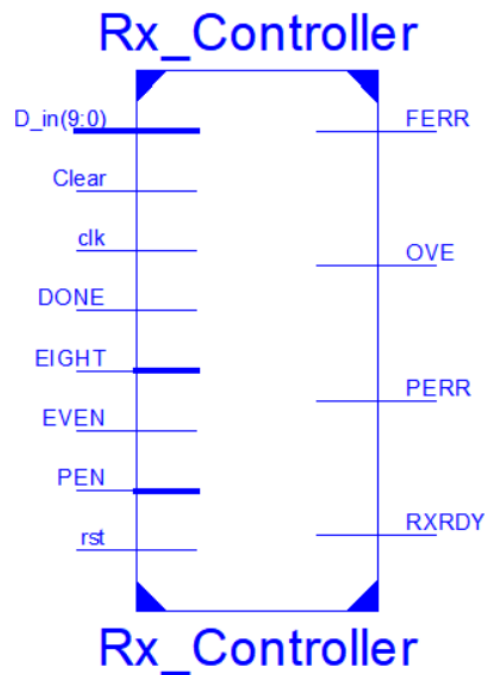 Rx_Controller
D_in(9:0)
Clear
clk
DONE
EIGHT
EVEN
PEN
rst
FERR
OVE
PERR
RXRDY
Rx_Controller